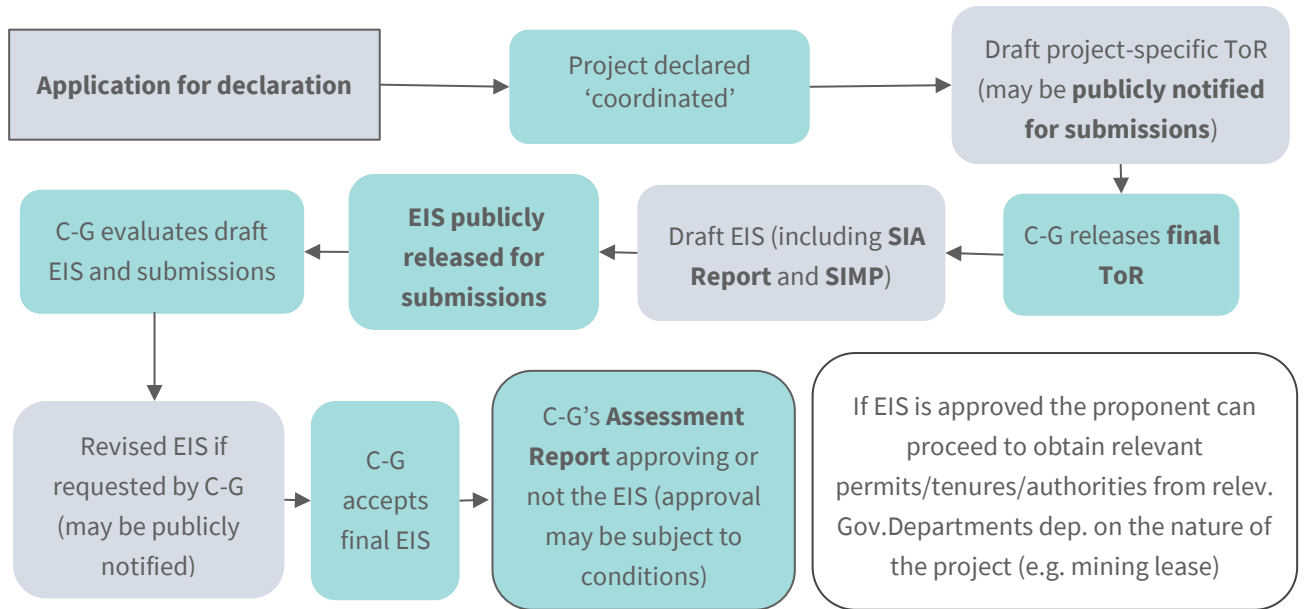 Application for declaration
Project declared
‘coordinated’
Draft project-specific ToR
(may be publicly notified
for submissions)
C-G releases final
ToR
Draft EIS (including SIA
Report and SIMP)
EIS publicly
released for
submissions
C-G evaluates draft
EIS and submissions
Revised EIS if
requested by C-G
(may be publicly
notified)
C-G
accepts
final EIS
C-G’s Assessment
Report approving or
not the EIS (approval
may be subject to
conditions)
If EIS is approved the proponent can
proceed to obtain relevant
permits/tenures/authorities from relev.
Gov.Departments dep. on the nature of
the project (e.g. mining lease)